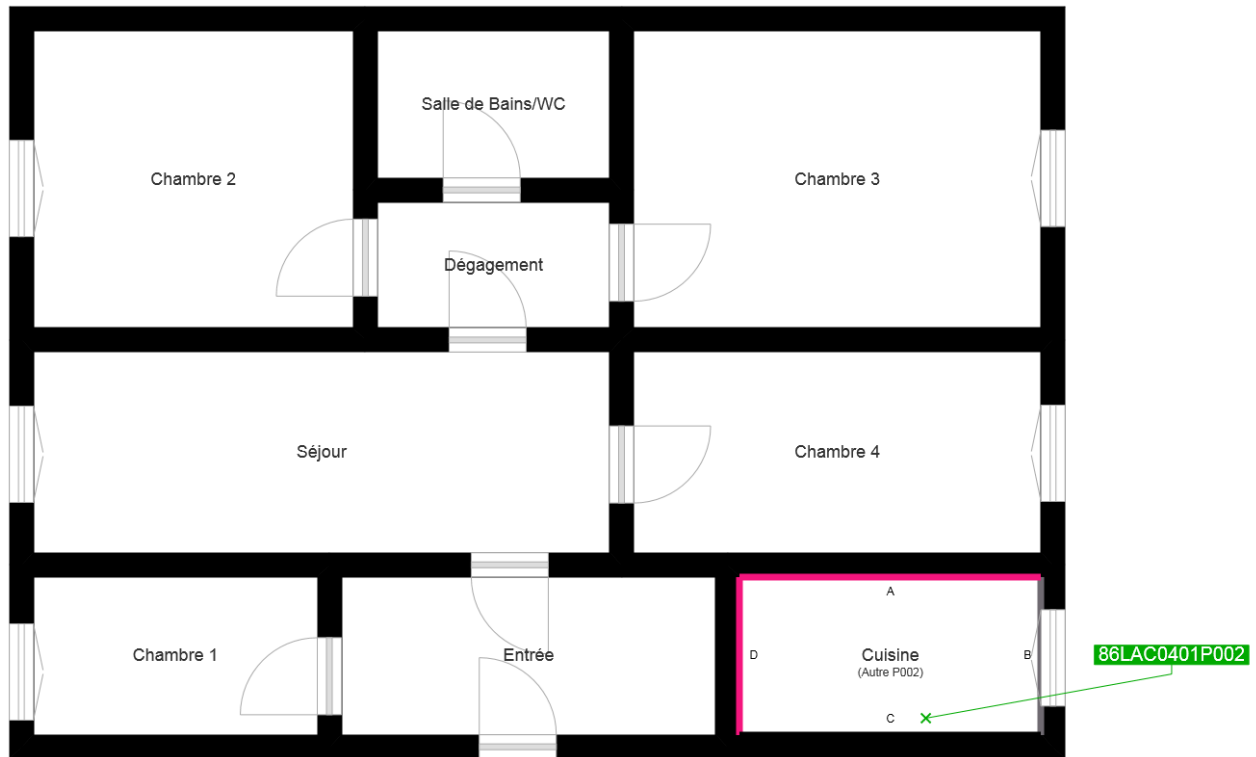 Salle de Bains/WC
Chambre 2
Chambre 3
Dégagement
Séjour
Chambre 4
A
Chambre 1
Entrée
D
Cuisine
B
86LAC0401P002
(Autre P002)
C